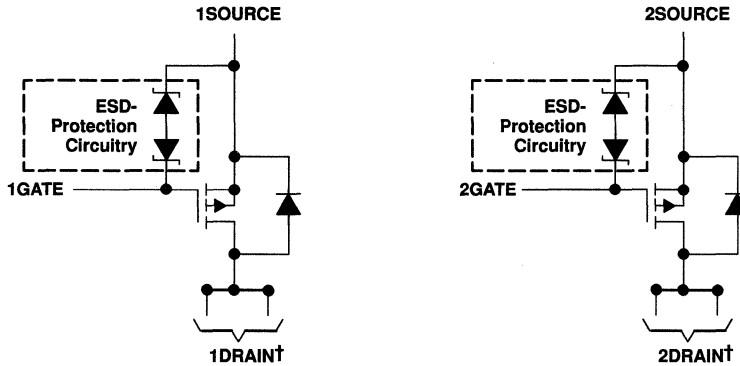 1SOURCE
2SOURCE
ESD-
Protection
Circuitry
ESD-
Protection
Circuitry
1GATE
2GATE
1DRAIN†
2DRAIN†